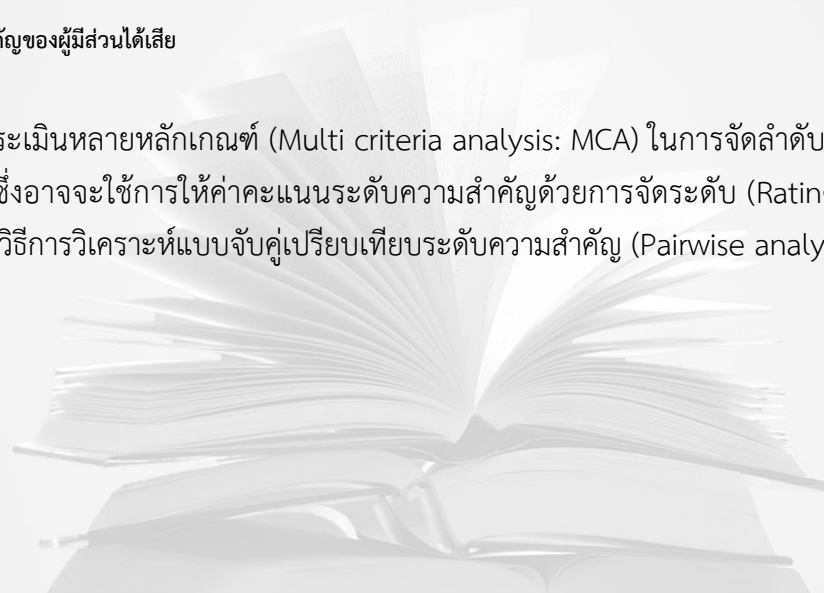 ัญของผู้มีส่วนได้เสีย
ระเมินหลายหลักเกณฑ์ (Multi criteria analysis: MCA) ในการจัดลำดับ
ซึ่งอาจจะใช้การให้ค่าคะแนนระดับความสำคัญด้วยการจัดระดับ (Ratin
วิธีการวิเคราะห์แบบจับคู่เปรียบเทียบระดับความสำคัญ (Pairwise analy